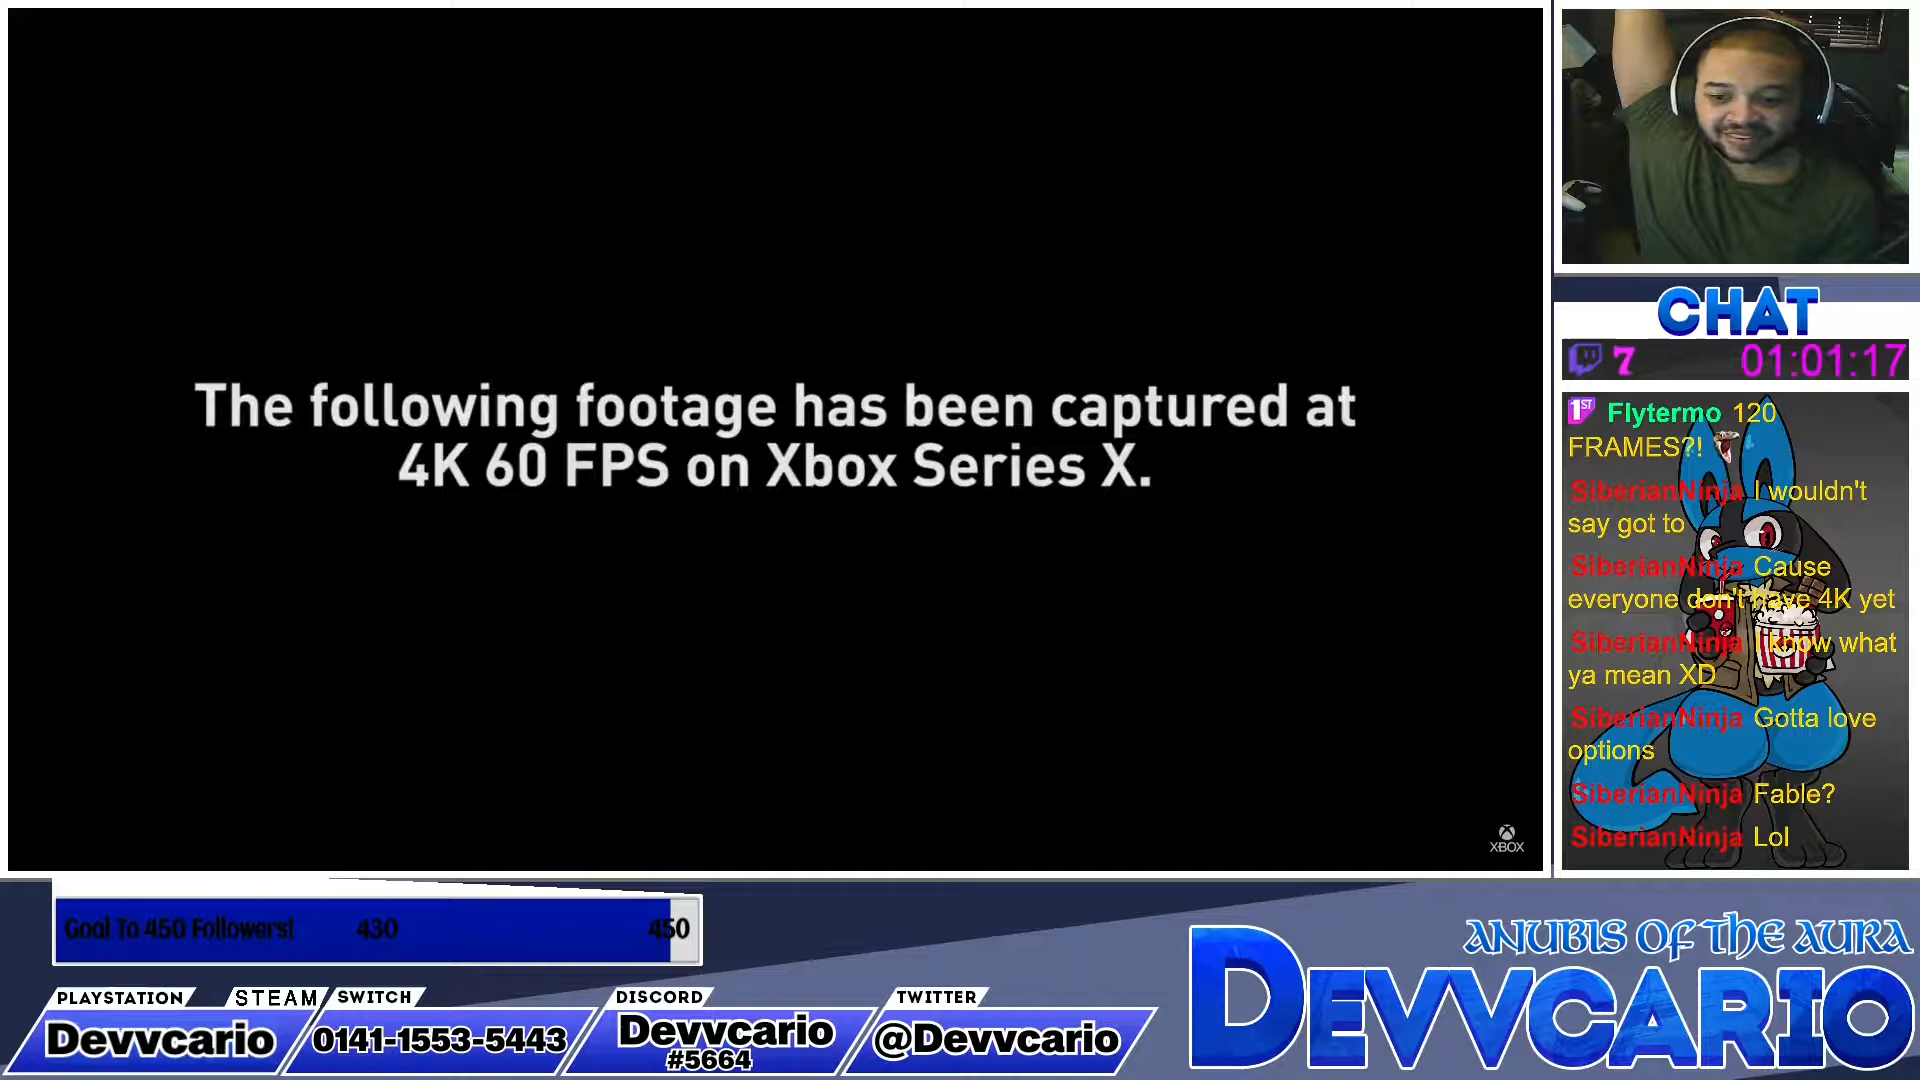 The following footage has been captured at
4K 60 FPS on Xbox Series X.
XBOX
CHAT
7 01:01:17
1ST Flytermo 120
FRAMES?!
SiberianNinja I wouldn't
say got to
SiberianNinja Cause
everyone don't have 4K yet
SiberianNinja I know what
ya mean XD
SiberianNinja Gotta love
options
SiberianNinja Fable?
SiberianNinja Lol
Goal To 450 Followers! 430 450
PLAYSTATION STEAM SWITCH DISCORD TWITTER
Devvcario 0141-1553-5443 Devvcario @Devvcario
#5664
ANUBIS OF THE AURA
DEVVCARIO